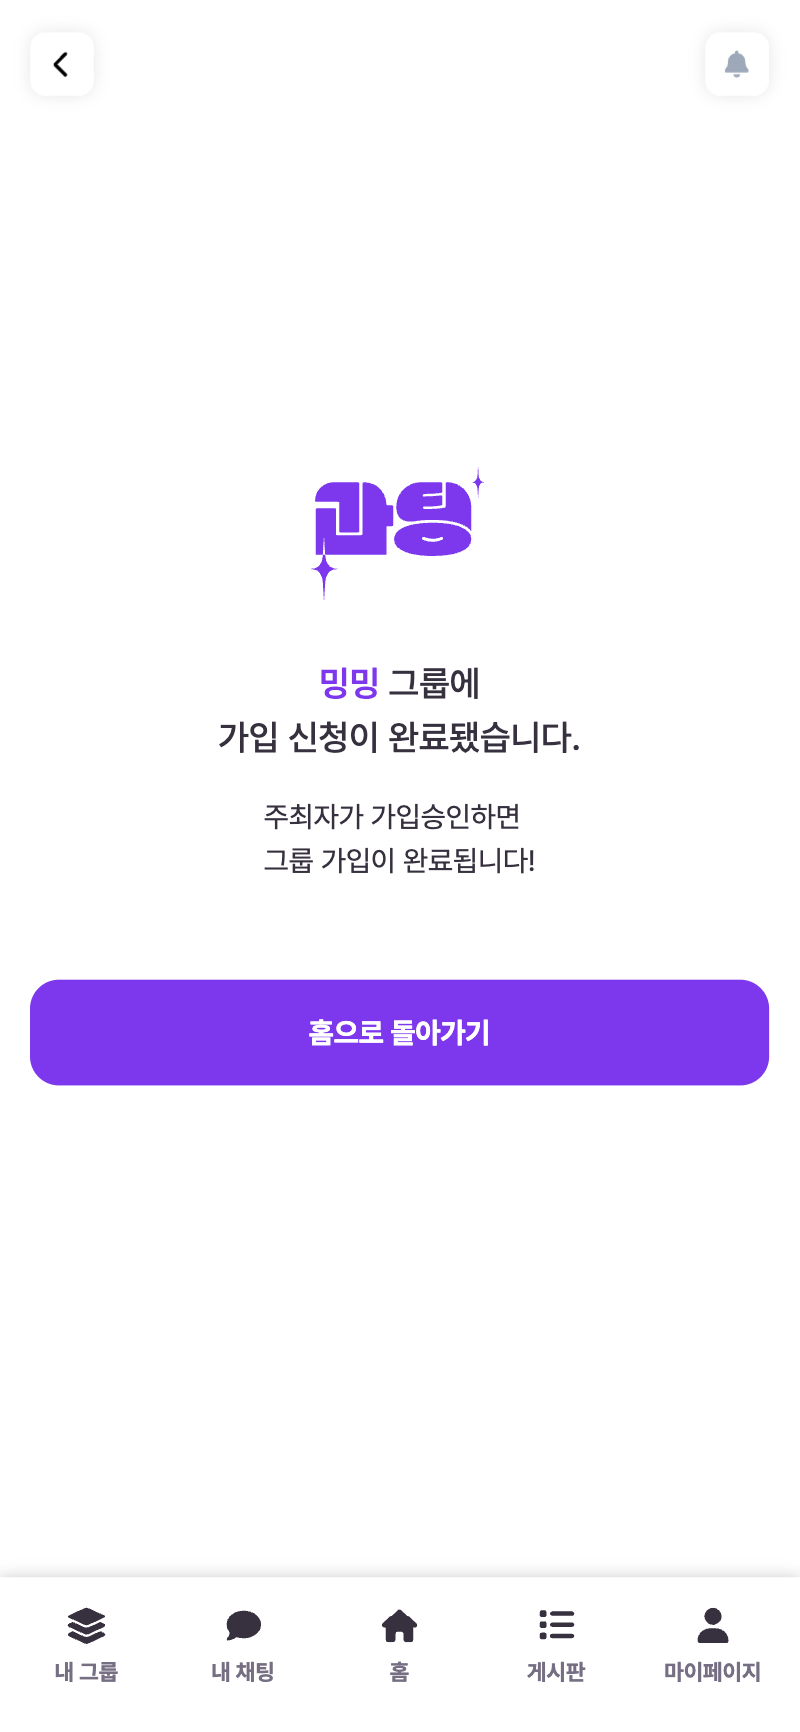 과팅
밍밍 그룹에
가입 신청이 완료됐습니다.
주최자가 가입승인하면
그룹 가입이 완료됩니다!
홈으로 돌아가기
내 그룹
내 채팅
홈
게시판
마이페이지